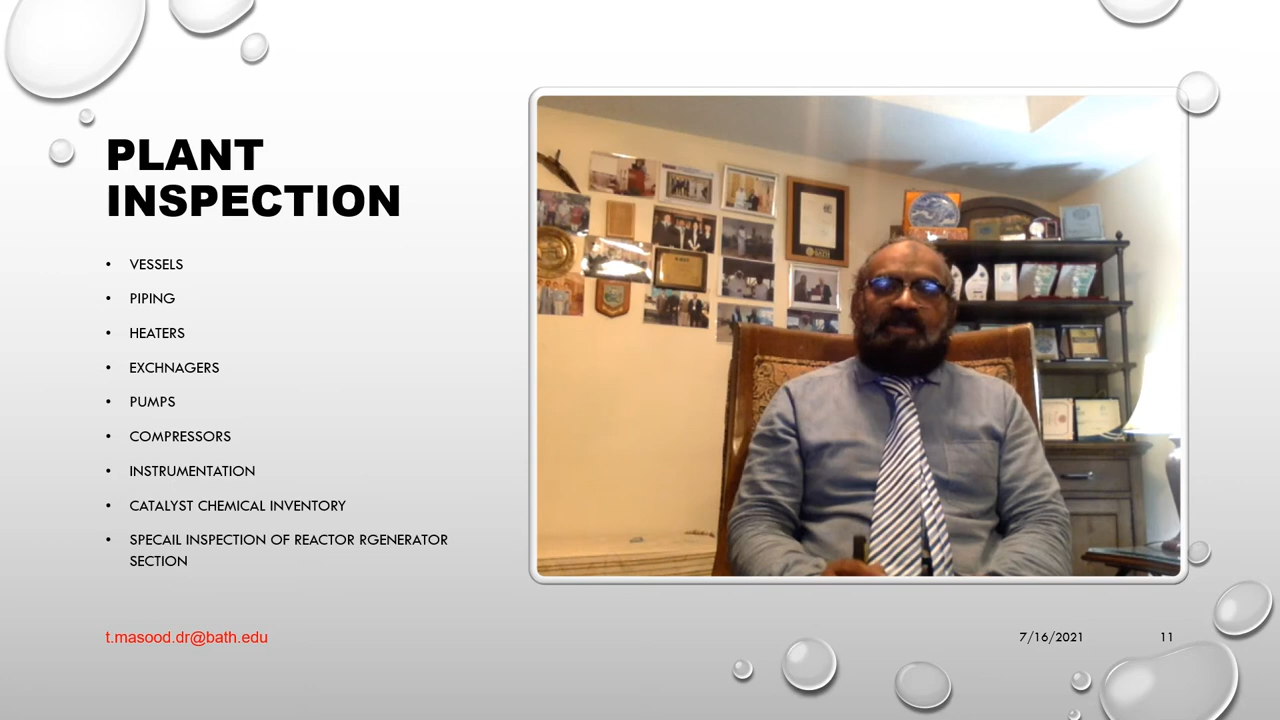 PLANT
INSPECTION
• VESSELS
• PIPING
• HEATERS
• EXCHNAGERS
• PUMPS
• COMPRESSORS
• INSTRUMENTATION
• CATALYST CHEMICAL INVENTORY
• SPECAIL INSPECTION OF REACTOR RGENERATOR
SECTION
t.masood.dr@bath.edu
7/16/2021
11